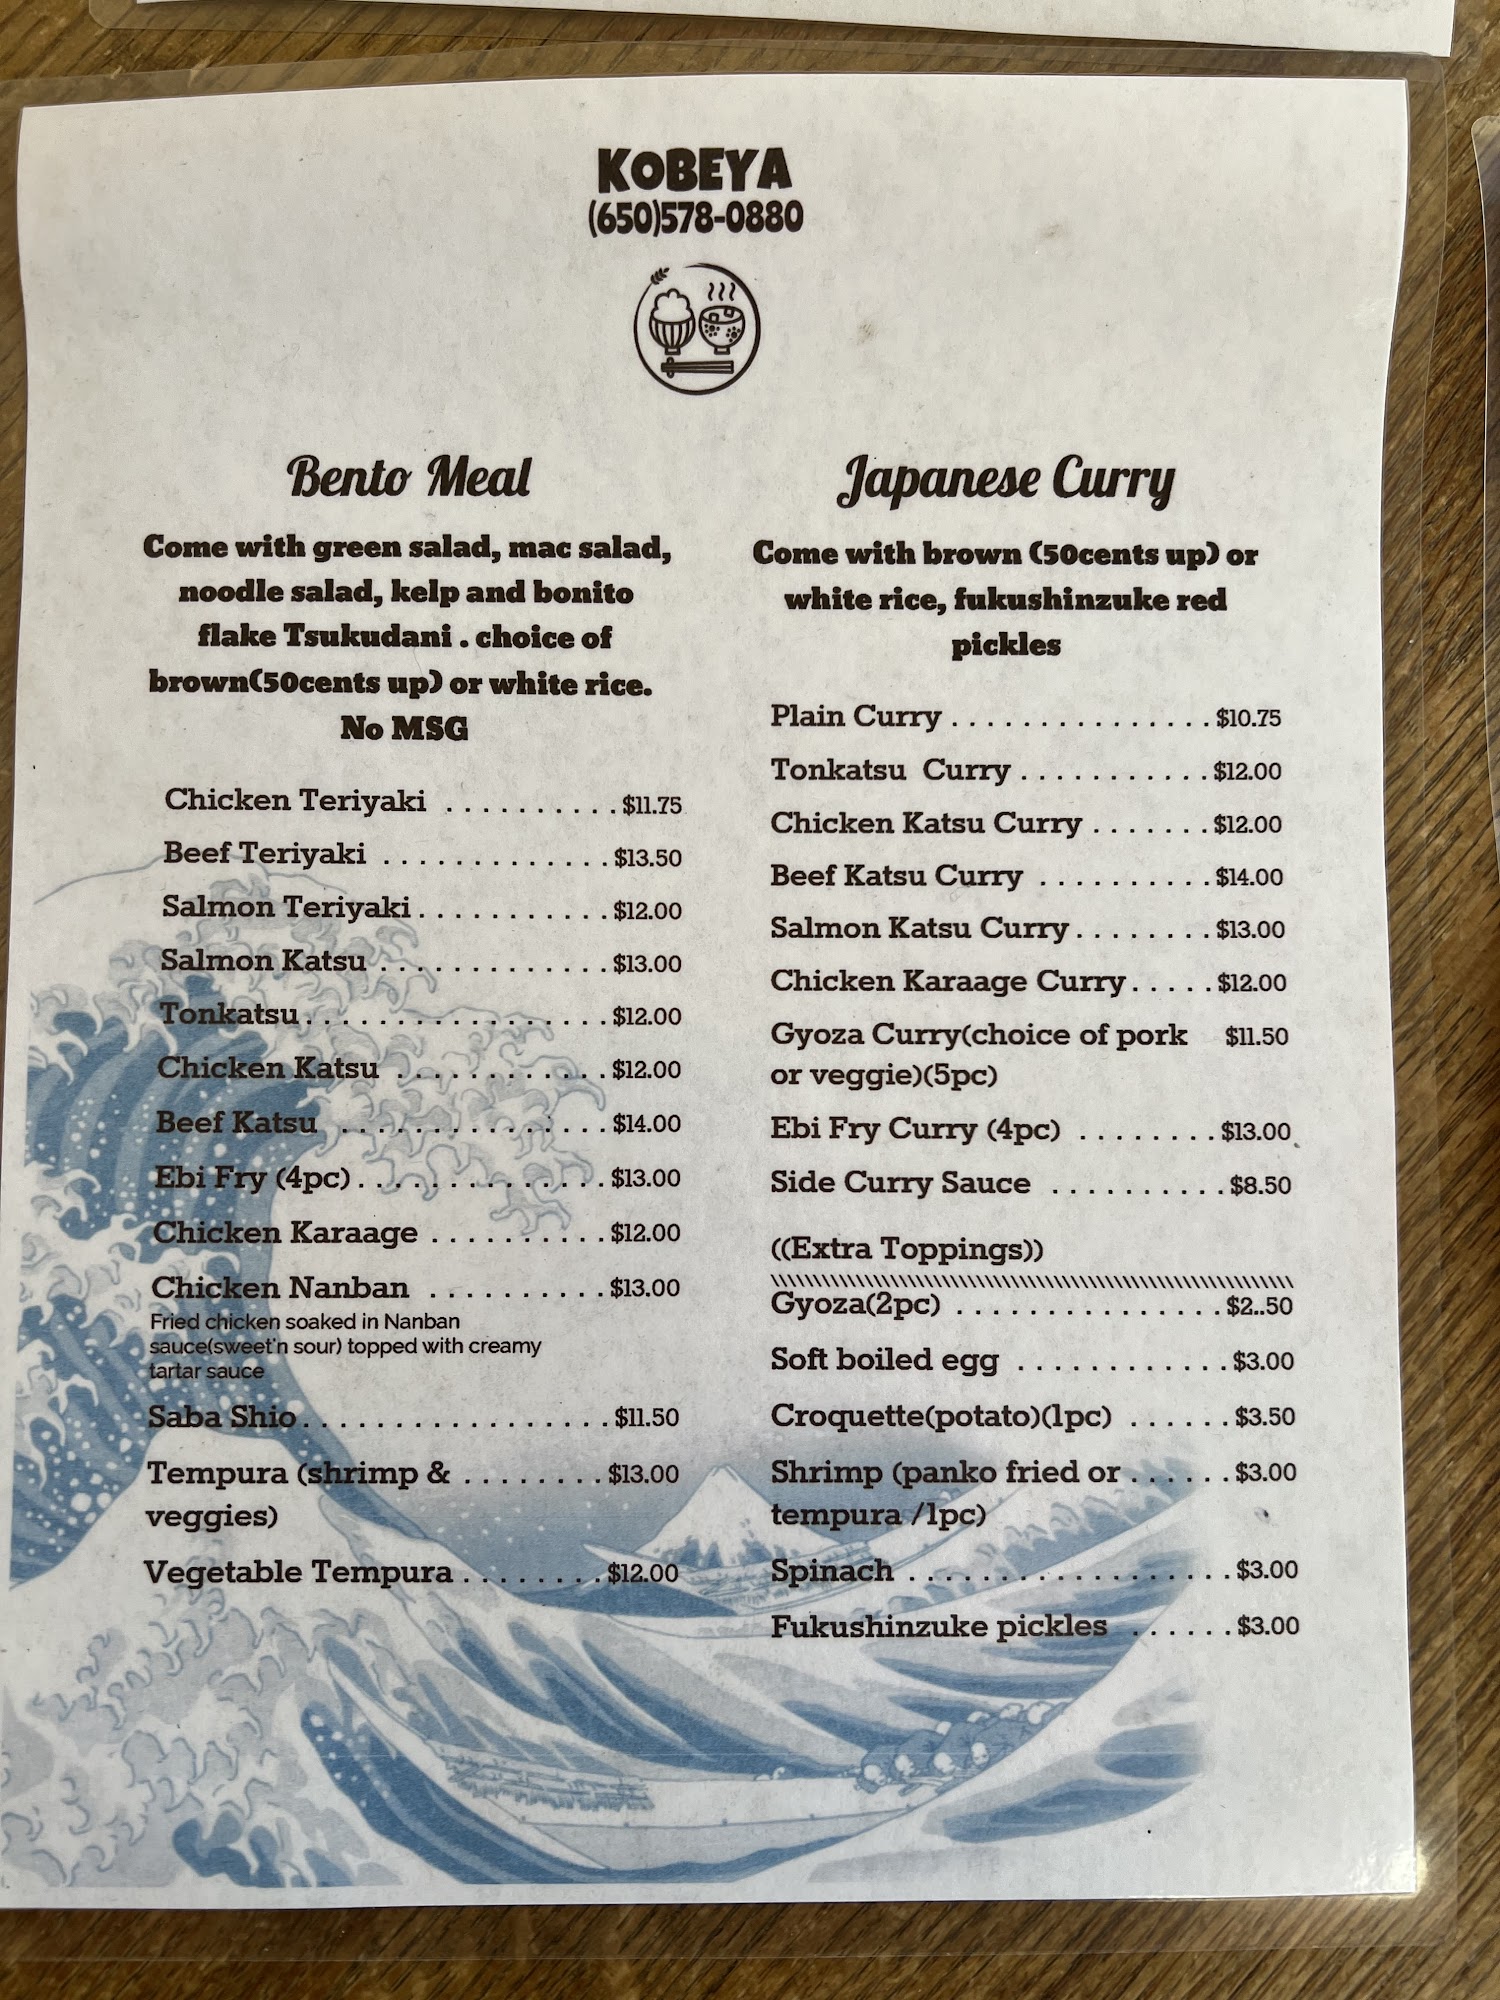 KOBEYA
(650)578-0880
Bento Meal
Come with green salad, mac salad,
noodle salad, kelp and bonito
flake Tsukudani . choice of
brown(50cents up) or white rice.
No MSG
Chicken Teriyaki . . . . . . . . . . $11.75
Beef Teriyaki . . . . . . . . . . . . . $13.50
Salmon Teriyaki . . . . . . . . . . . $12.00
Salmon Katsu . . . . . . . . . . . . . $13.00
Tonkatsu . . . . . . . . . . . . . . . . . $12.00
Chicken Katsu . . . . . . . . . . . . $12.00
Beef Katsu . . . . . . . . . . . . . . . $14.00
Ebi Fry (4pc) . . . . . . . . . . . . . . $13.00
Chicken Karaage . . . . . . . . . . $12.00
Chicken Nanban . . . . . . . . . . $13.00
Fried chicken soaked in Nanban
sauce(sweet'n sour) topped with creamy
tartar sauce
Saba Shio . . . . . . . . . . . . . . . . . $11.50
Tempura (shrimp & . . . . . . . . $13.00
veggies)
Vegetable Tempura . . . . . . . . $12.00
Japanese Curry
Come with brown (50cents up) or
white rice, fukushinzuke red
pickles
Plain Curry . . . . . . . . . . . . . . . $10.75
Tonkatsu Curry . . . . . . . . . . . $12.00
Chicken Katsu Curry . . . . . . . $12.00
Beef Katsu Curry . . . . . . . . . . $14.00
Salmon Katsu Curry . . . . . . . . $13.00
Chicken Karaage Curry . . . . . $12.00
Gyoza Curry(choice of pork $11.50
or veggie)(5pc)
Ebi Fry Curry (4pc) . . . . . . . . $13.00
Side Curry Sauce . . . . . . . . . . $8.50
((Extra Toppings))
Gyoza(2pc) . . . . . . . . . . . . . . . $2..50
Soft boiled egg . . . . . . . . . . . . $3.00
Croquette(potato)(1pc) . . . . . . $3.50
Shrimp (panko fried or . . . . . . $3.00
tempura /1pc)
Spinach . . . . . . . . . . . . . . . . . . $3.00
Fukushinzuke pickles . . . . . . $3.00